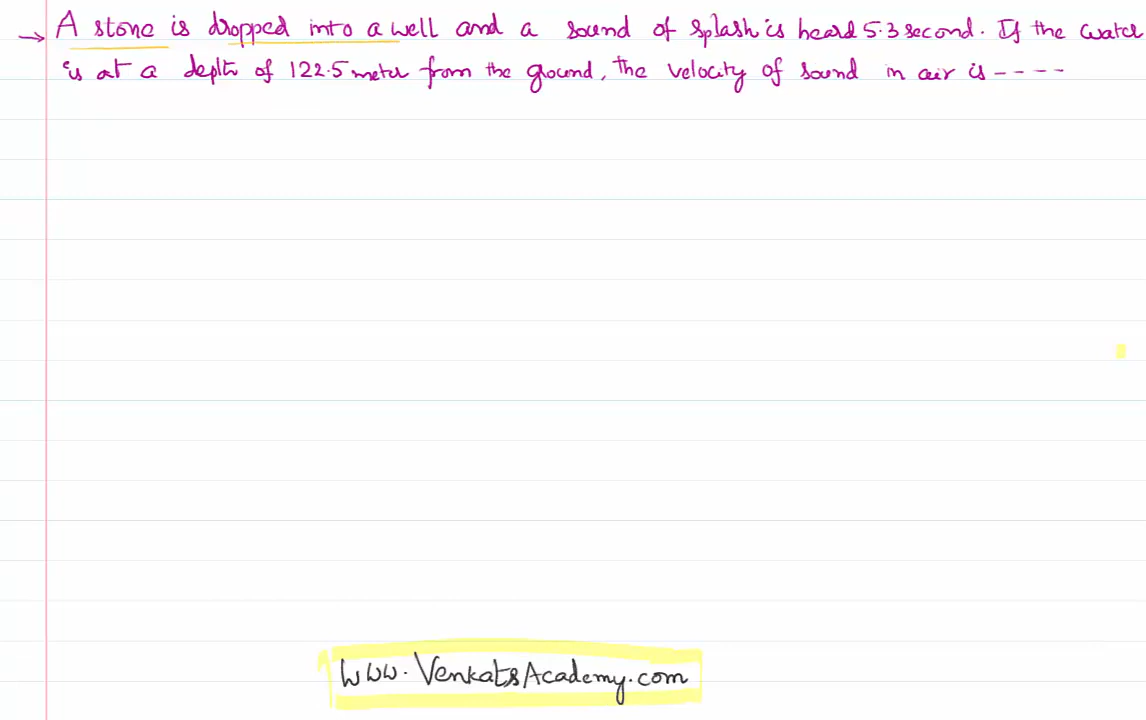 → A stone is dropped into a well and a sound of splash is heard 5.3 second. If the water
is at a depth of 122.5 meter from the ground, the velocity of sound in air is ----
www.VenkatsAcademy.com